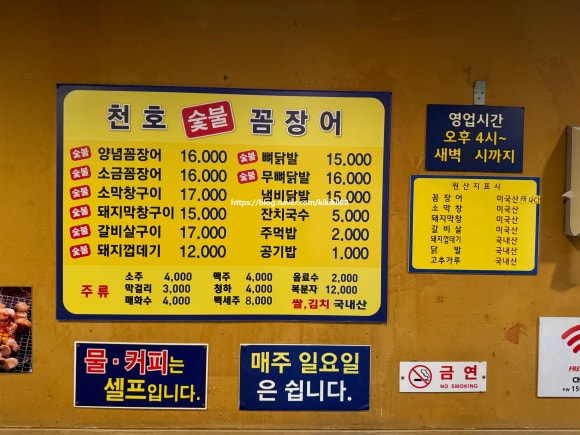 천호 숯불 꼼장어
숯불 양념꼼장어 16.000
숯불 소금꼼장어 16.000
숯불 소막창구이 17.000
숯불 돼지막창구이 15.000
숯불 갈비살구이 17.000
숯불 돼지껍데기 12.000
숯불 뼈닭발 15.000
숯불 무뼈닭발 16.000
냄비닭발 15.000
잔치국수 5.000
주먹밥 2.000
공기밥 1.000
https://blog.naver.com/kikiki03
주류
소주 4,000 맥주 4,000 음료수 2,000
막걸리 3,000 청하 4,000 복분자 12,000
매화수 4,000 백세주 8,000 쌀,김치 국내산
영업시간
오후 4시~
새벽 시까지
원산지표시
꼼장어 미국산
소막창 미국산
돼지막창 미국산
갈비살 미국산
돼지껍데기 국내산
닭발 국내산
고추가루 국내산
물·커피는
셀프입니다.
매주 일요일
은 쉽니다.
금연
NO SMOKING